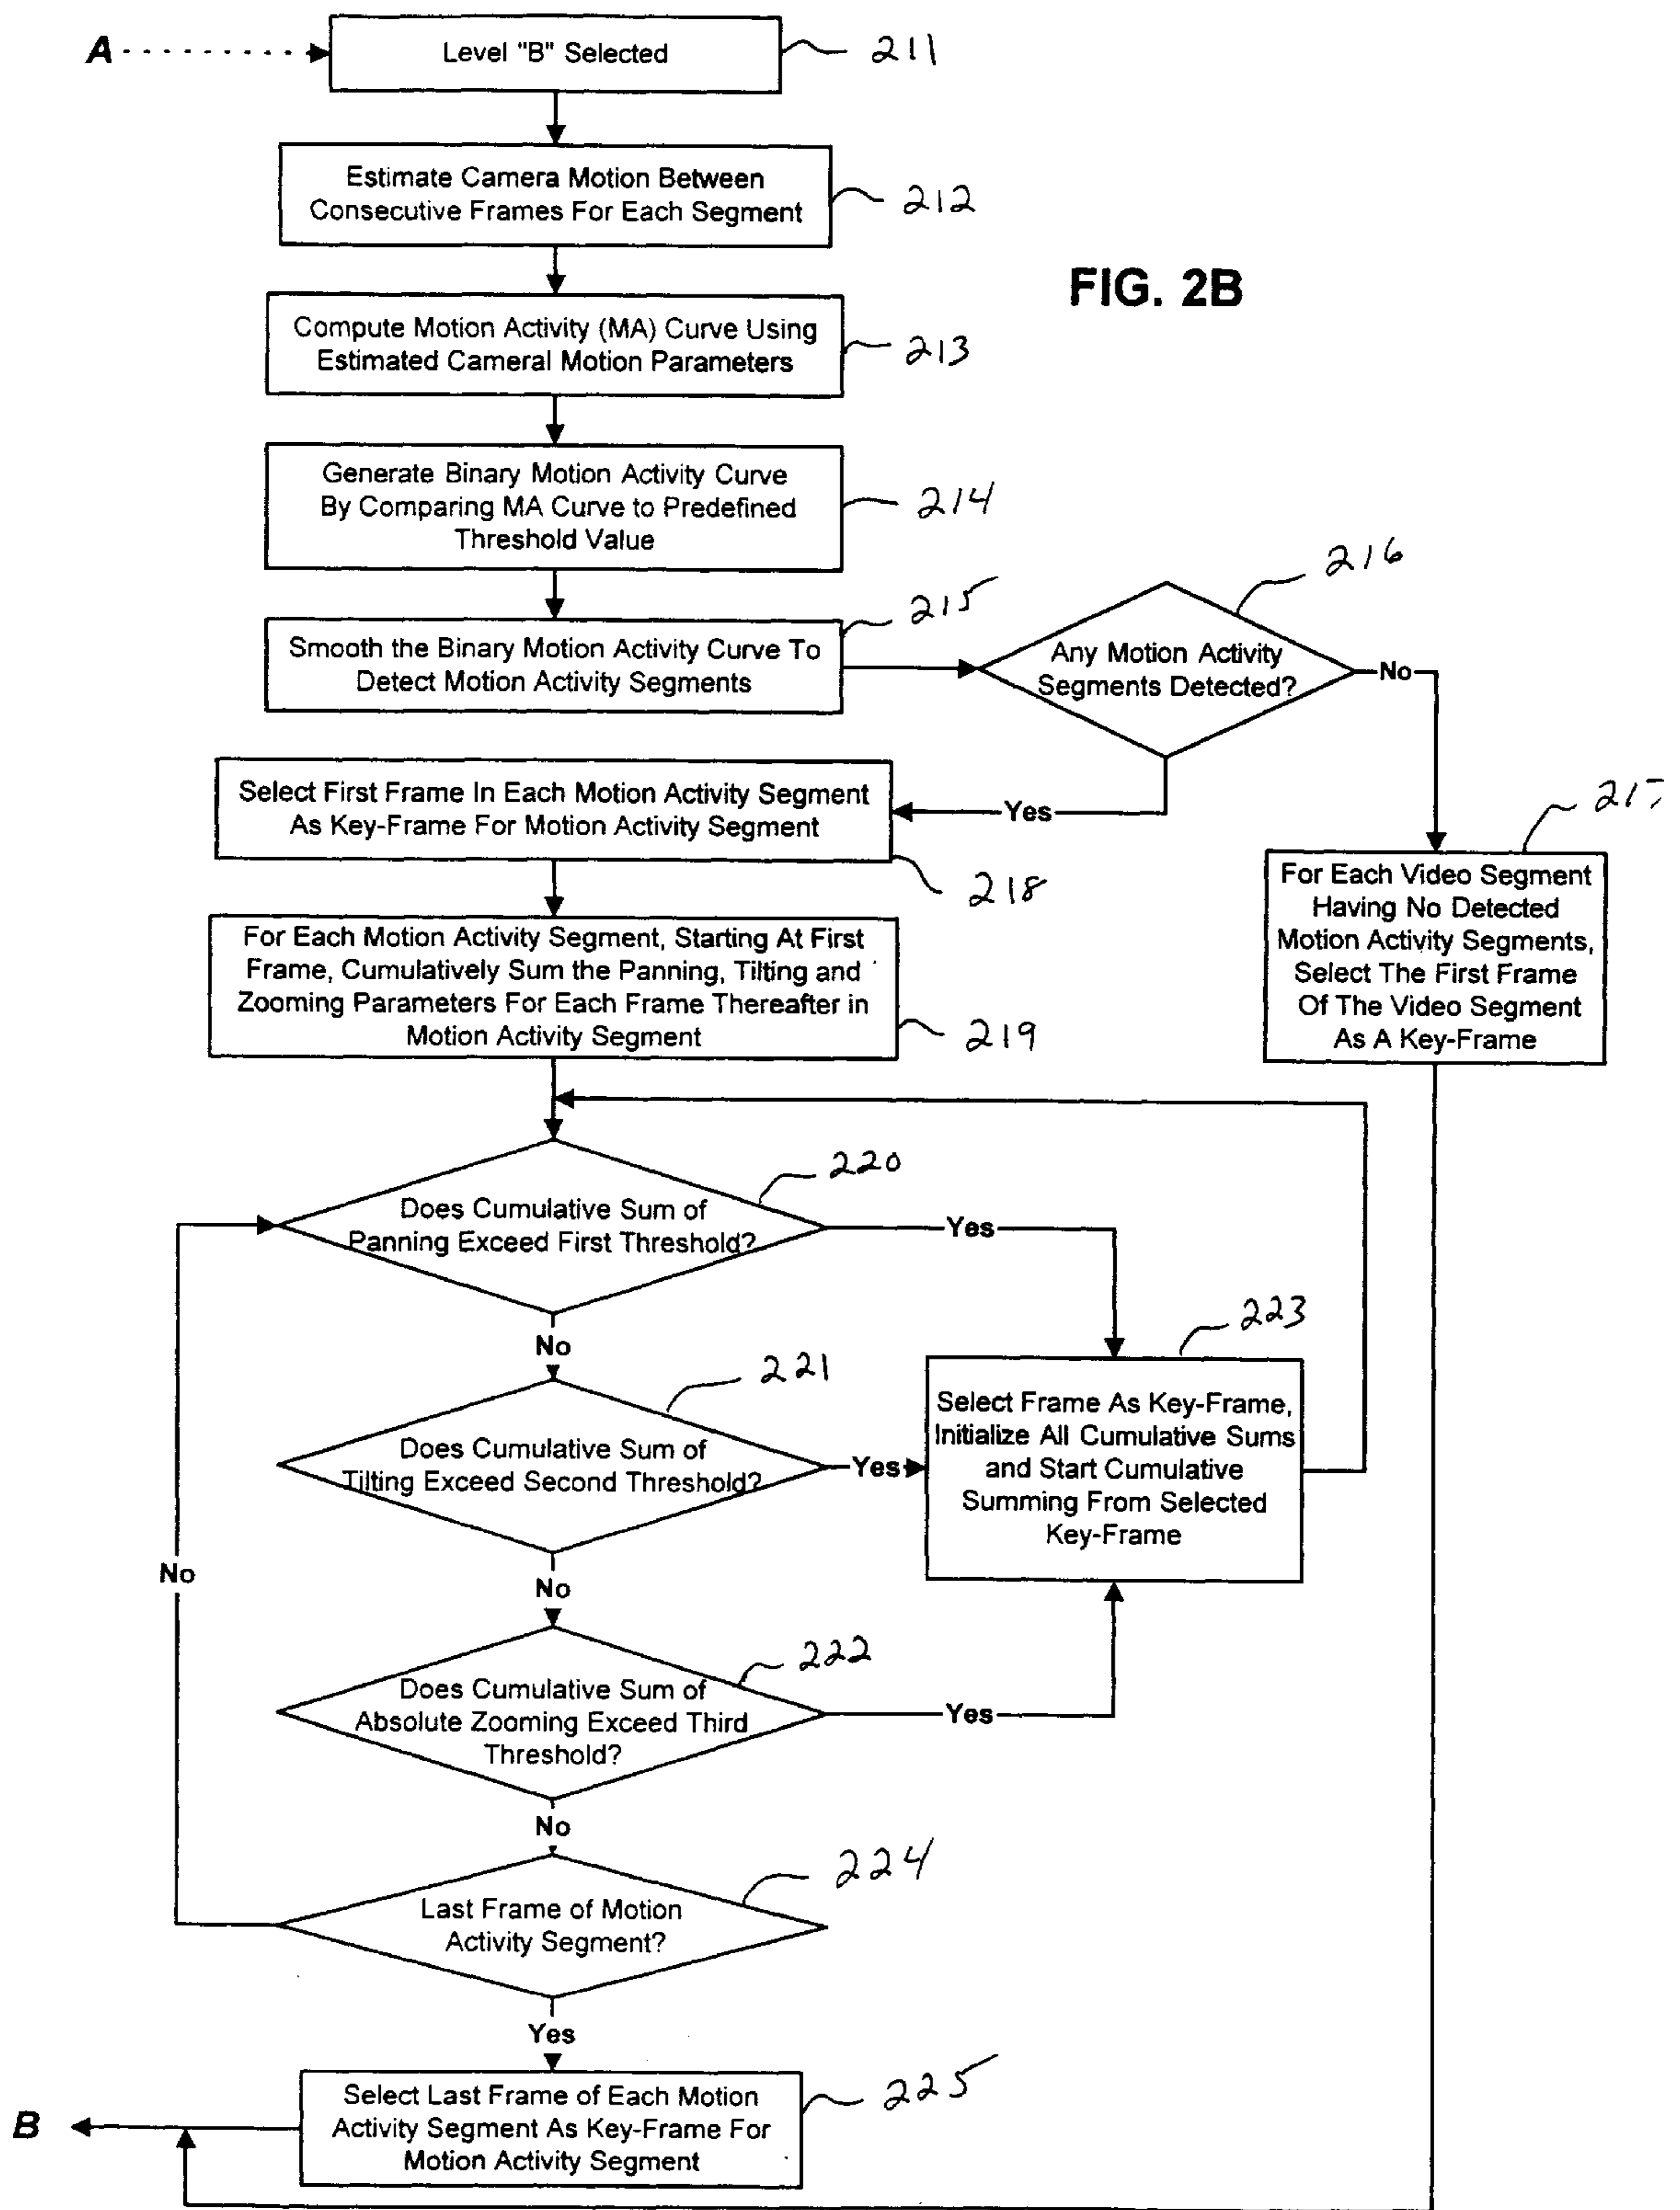 A
Level "B" Selected
211
Estimate Camera Motion Between
Consecutive Frames For Each Segment
212
FIG. 2B
Compute Motion Activity (MA) Curve Using
Estimated Cameral Motion Parameters
213
Generate Binary Motion Activity Curve
By Comparing MA Curve to Predefined
Threshold Value
214
Smooth the Binary Motion Activity Curve To
Detect Motion Activity Segments
215
Any Motion Activity
Segments Detected?
216
No
Yes
Select First Frame In Each Motion Activity Segment
As Key-Frame For Motion Activity Segment
218
For Each Video Segment
Having No Detected
Motion Activity Segments,
Select The First Frame
Of The Video Segment
As A Key-Frame
For Each Motion Activity Segment, Starting At First
Frame, Cumulatively Sum the Panning, Tilting and
Zooming Parameters For Each Frame Thereafter in
Motion Activity Segment
219
Does Cumulative Sum of
Panning Exceed First Threshold?
220
Yes
No
Does Cumulative Sum of
Tilting Exceed Second Threshold?
221
Yes
Select Frame As Key-Frame,
Initialize All Cumulative Sums
and Start Cumulative
Summing From Selected
Key-Frame
223
No
No
Does Cumulative Sum of
Absolute Zooming Exceed Third
Threshold?
222
Yes
No
Last Frame of Motion
Activity Segment?
224
Yes
Select Last Frame of Each Motion
Activity Segment As Key-Frame For
Motion Activity Segment
225
B